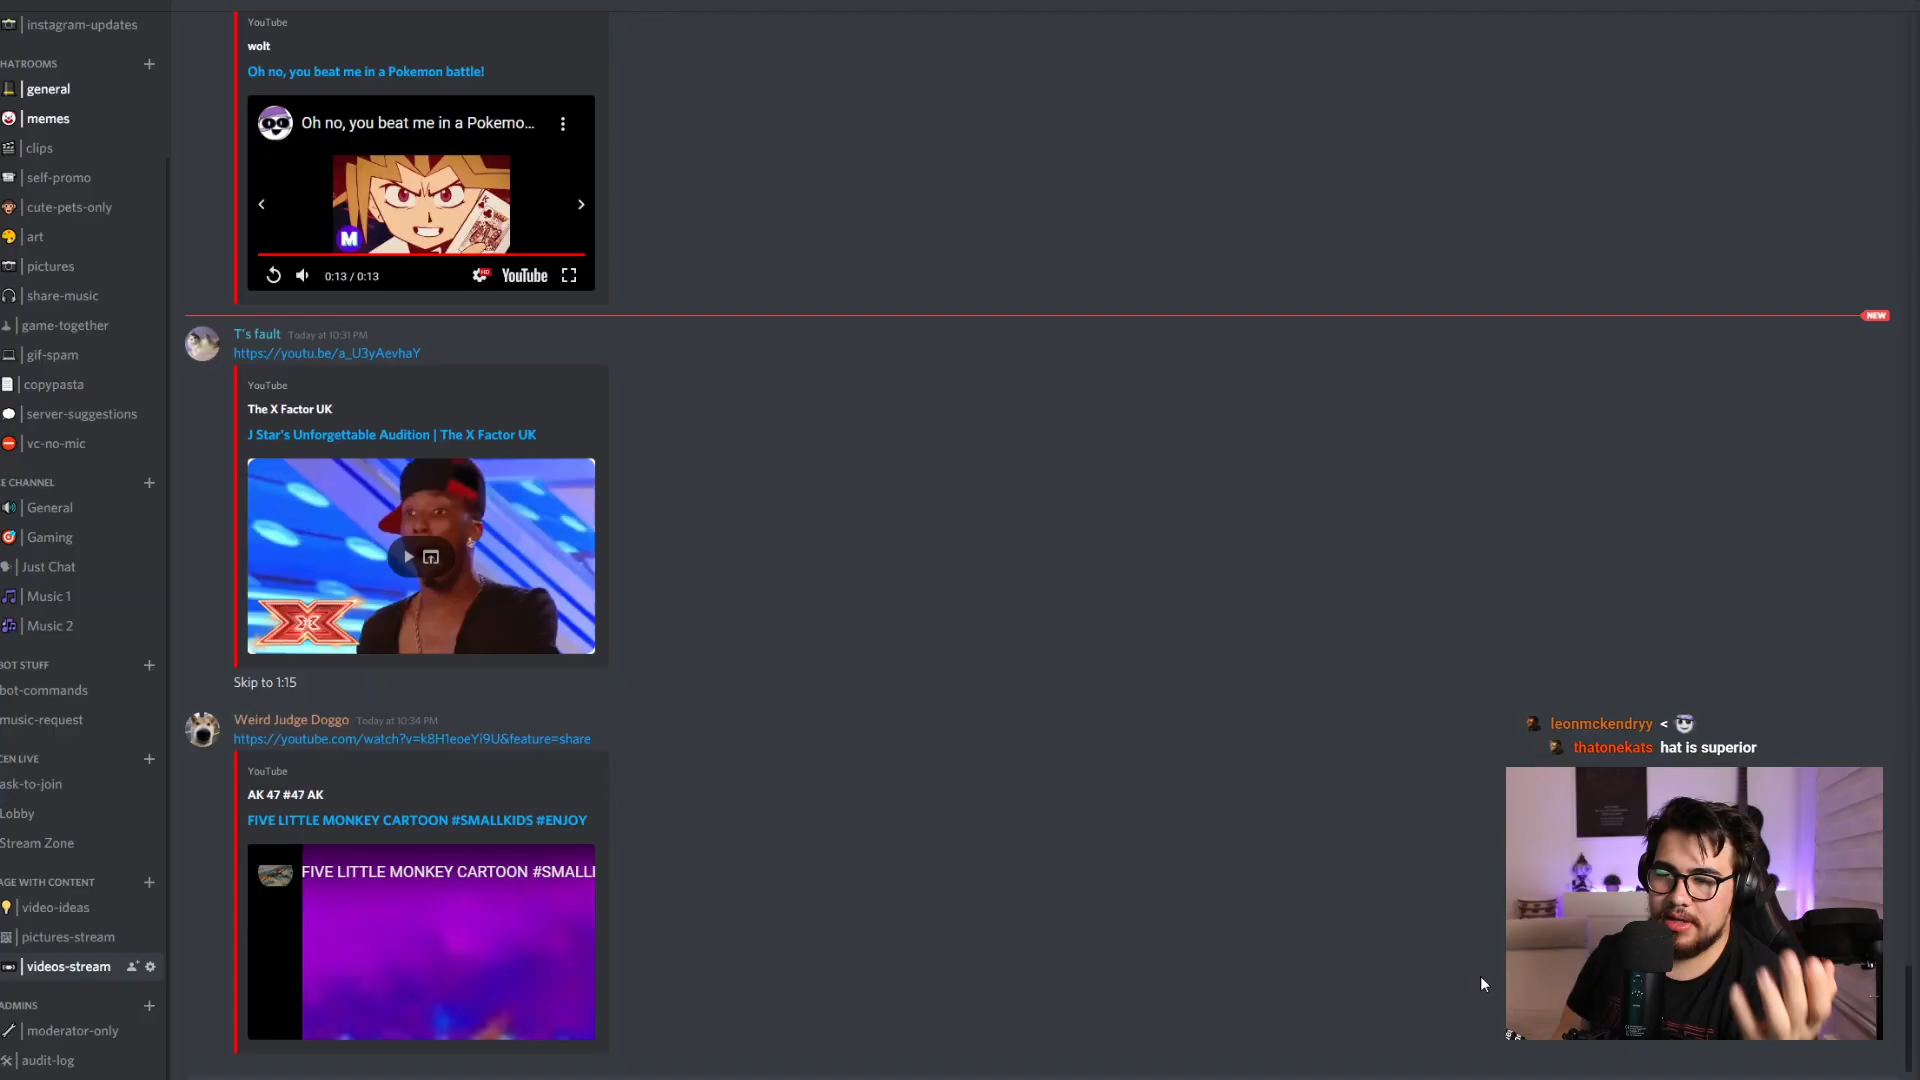 instagram-updates
HATROOMS
general
memes
clips
self-promo
cute-pets-only
art
pictures
share-music
game-together
gif-spam
copypasta
server-suggestions
vc-no-mic
E CHANNEL
General
Gaming
Just Chat
Music 1
Music 2
BOT STUFF
bot-commands
music-request
CEN LIVE
ask-to-join
Lobby
Stream Zone
AGE WITH CONTENT
video-ideas
pictures-stream
videos-stream
ADMINS
moderator-only
audit-log
YouTube
wolt
Oh no, you beat me in a Pokemon battle!
Oh no, you beat me in a Pokemo...
M
0:13 / 0:13
HD
YouTube
NEW
T's fault Today at 10:31 PM
https://youtu.be/a_U3yAevhaY
YouTube
The X Factor UK
J Star's Unforgettable Audition | The X Factor UK
X
Skip to 1:15
Weird Judge Doggo Today at 10:34 PM
https://youtube.com/watch?v=k8H1eoeYi9U&feature=share
YouTube
AK 47 #47 AK
FIVE LITTLE MONKEY CARTOON #SMALLKIDS #ENJOY
FIVE LITTLE MONKEY CARTOON #SMALLI
leonmckendryy <
thatonekats hat is superior